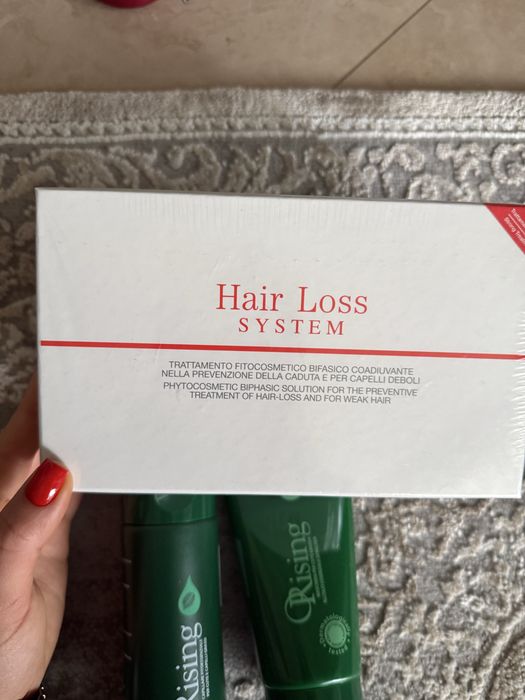 Hair Loss
SYSTEM
TRATTAMENTO FITOCOSMETICO BIFASICO COADIUVANTE
NELLA PREVENZIONE DELLA CADUTA E PER CAPELLI DEBOLI
PHYTOCOSMETIC BIPHASIC SOLUTION FOR THE PREVENTIVE
TREATMENT OF HAIR-LOSS AND FOR WEAK HAIR
Rising
ORising
tested